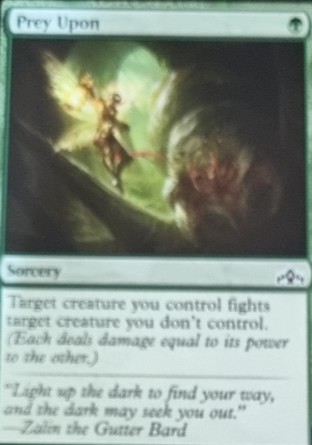 Prey Upon
Sorcery
Target creature you control fights
target creature you don't control.
(Each deals damage equal to its power
to the other.)
"Light up the dark to find your way,
and the dark may seek you out."
—Zalin the Gutter Bard